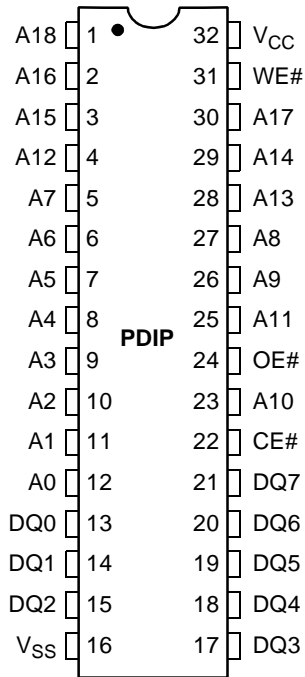 A18 1 32 VCC
A16 2 31 WE#
A15 3 30 A17
A12 4 29 A14
A7 5 28 A13
A6 6 27 A8
A5 7 26 A9
A4 8 25 A11
PDIP
A3 9 24 OE#
A2 10 23 A10
A1 11 22 CE#
A0 12 21 DQ7
DQ0 13 20 DQ6
DQ1 14 19 DQ5
DQ2 15 18 DQ4
VSS 16 17 DQ3